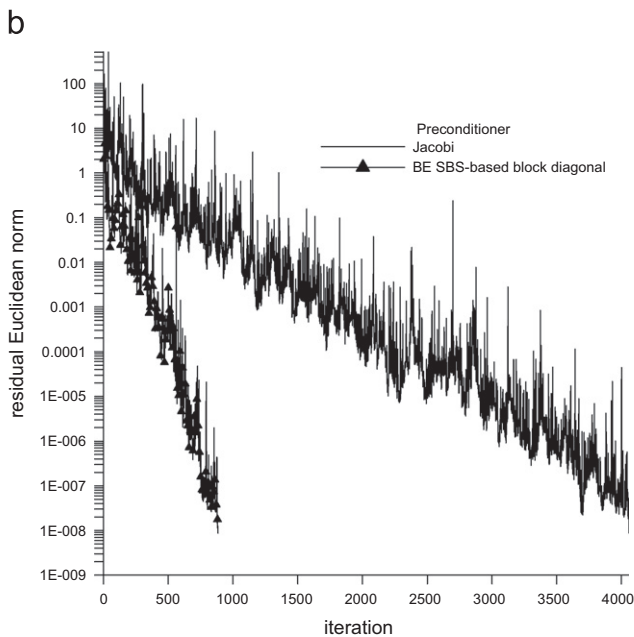 b
100
10
1
0.1
0.01
0.001
0.0001
1E-005
1E-006
1E-007
1E-008
1E-009
residual Euclidean norm
Preconditioner
Jacobi
BE SBS-based block diagonal
0 500 1000 1500 2000 2500 3000 3500 4000
iteration